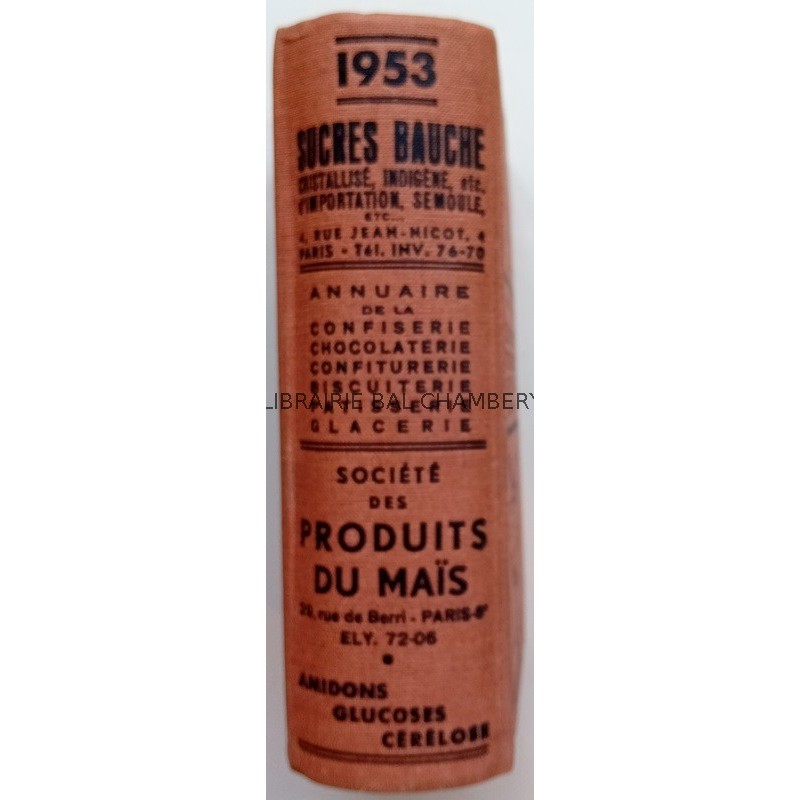 1953
SUCRES BAUCHE
CRISTALLISÉ, INDIGÈNE, etc.
D'IMPORTATION, SEMOULE,
ETC...
4, RUE JEAN-NICOT, 4
PARIS - Tél. INV. 76-70
ANNUAIRE
DE LA
CONFISERIE
CHOCOLATERIE
CONFITURERIE
BISCUITERIE
LIBRAIRIE BAL CHAMBERY
PATISSERIE
GLACERIE
SOCIÉTÉ
DES
PRODUITS
DU MAÏS
29, rue de Berri - PARIS-8e
ELY. 72-06
AMIDONS
GLUCOSES
CÉRÉLOSE